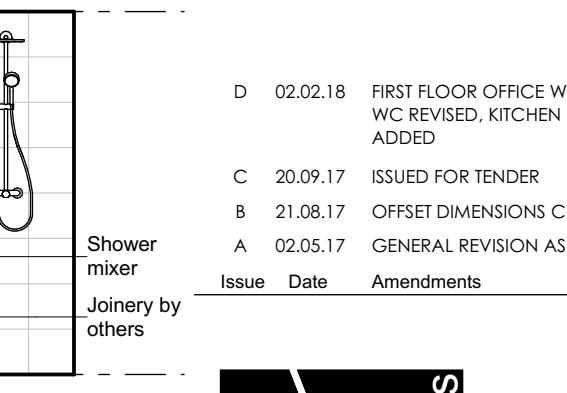 D 02.02.18 FIRST FLOOR OFFICE W
WC REVISED, KITCHEN
ADDED
C 20.09.17 ISSUED FOR TENDER
B 21.08.17 OFFSET DIMENSIONS
A 02.05.17 GENERAL REVISION AS
Issue Date Amendments
Shower
mixer
Joinery by
others
S